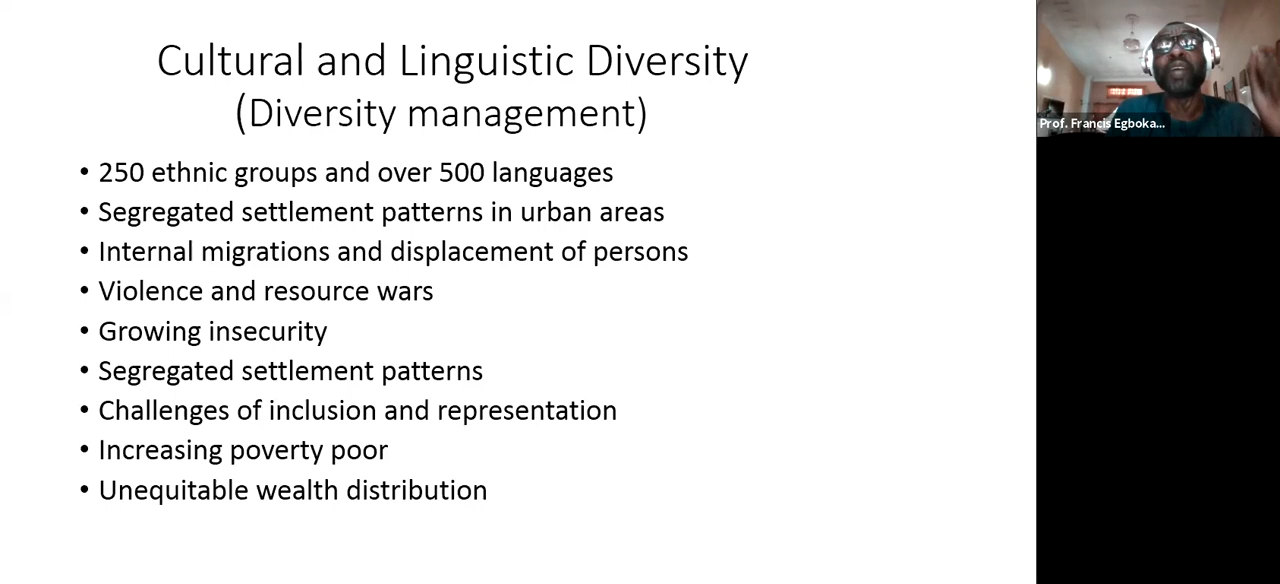 Cultural and Linguistic Diversity
(Diversity management)
• 250 ethnic groups and over 500 languages
• Segregated settlement patterns in urban areas
• Internal migrations and displacement of persons
• Violence and resource wars
• Growing insecurity
• Segregated settlement patterns
• Challenges of inclusion and representation
• Increasing poverty poor
• Unequitable wealth distribution
Prof. Francis Egboka...